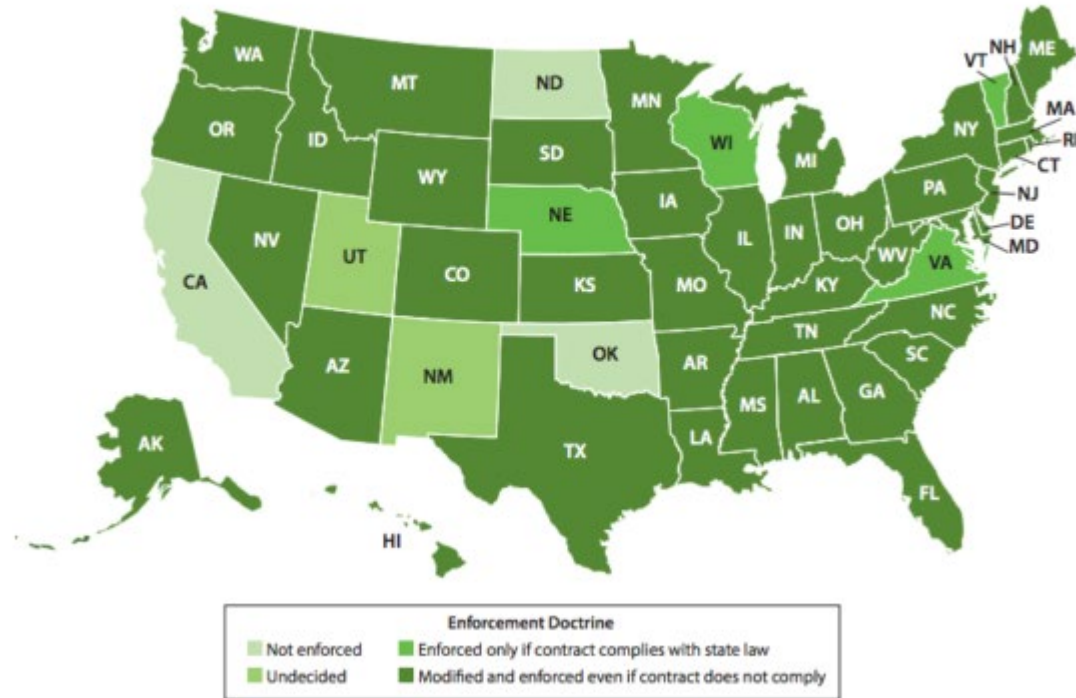 WA
MT
ND
MN
VT
NH
ME
OR
ID
SD
WI
MI
NY
MA
RI
CT
WY
IA
PA
NJ
NE
NV
UT
CO
IL
IN
OH
DE
MD
WV
VA
CA
KS
MO
KY
NC
TN
AZ
NM
OK
AR
SC
MS
AL
GA
AK
TX
LA
FL
HI
Enforcement Doctrine
Not enforced
Enforced only if contract complies with state law
Undecided
Modified and enforced even if contract does not comply